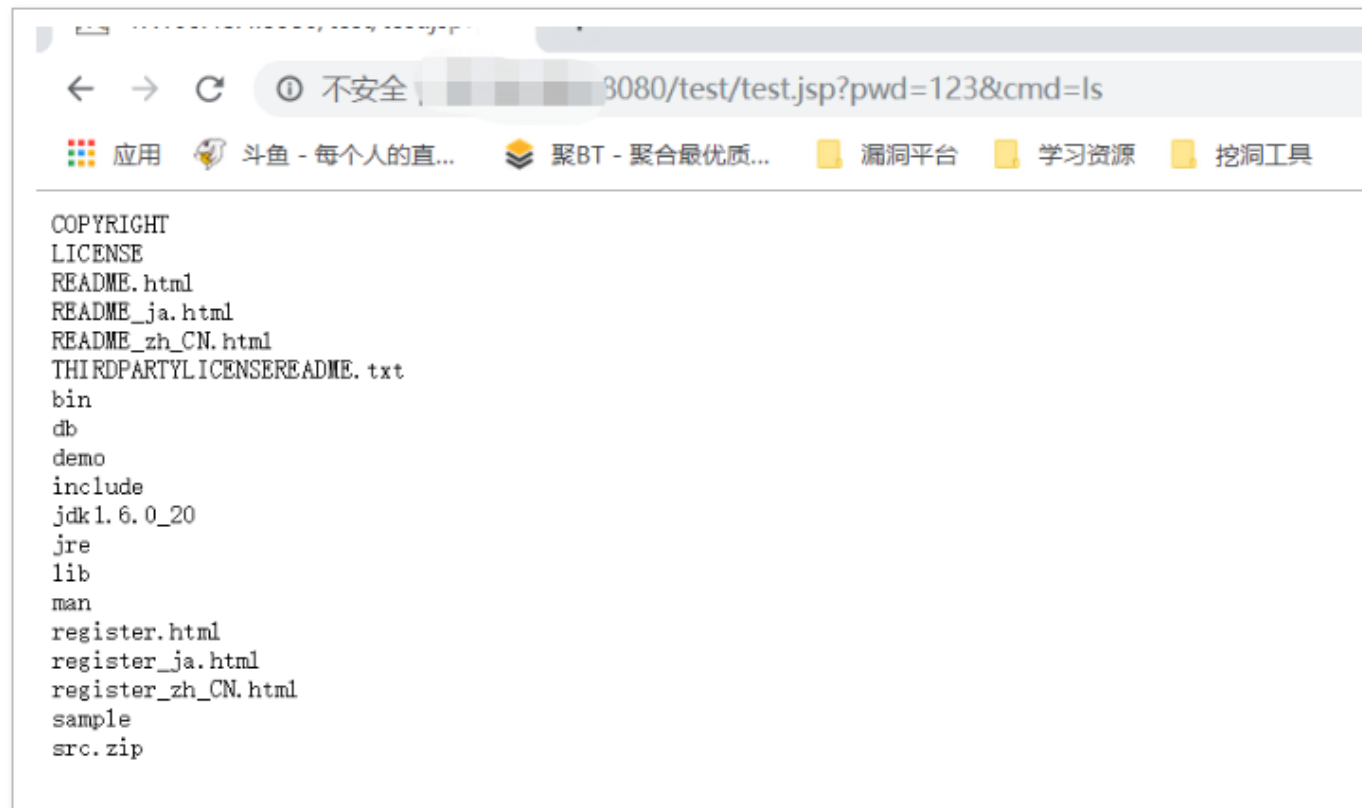 不安全 8080/test/test.jsp?pwd=123&cmd=ls
应用 斗鱼 - 每个人的直... 聚BT - 聚合最优质... 漏洞平台 学习资源 挖洞工具
COPYRIGHT
LICENSE
README.html
README_ja.html
README_zh_CN.html
THIRDPARTYLICENSEREADME.txt
bin
db
demo
include
jdk1.6.0_20
jre
lib
man
register.html
register_ja.html
register_zh_CN.html
sample
src.zip